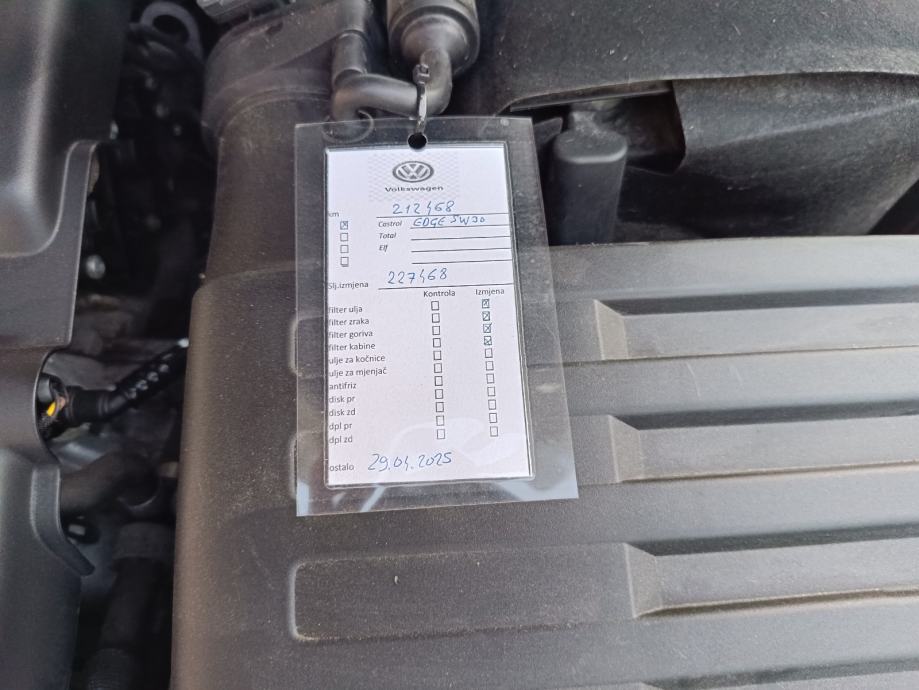 Volkswagen
km 212468
☒ Castrol EDGE 5W30
☐ Total
☐ Elf
☐
Slj.izmjena 227468
Kontrola Izmjena
filter ulja ☐ ☒
filter zraka ☐ ☒
filter goriva ☐ ☒
filter kabine ☐ ☒
ulje za kočnice ☐ ☐
ulje za mjenjač ☐ ☐
antifriz ☐ ☐
disk pr ☐ ☐
disk zd ☐ ☐
dpl pr ☐ ☐
dpl zd ☐ ☐
ostalo 29.04.2025